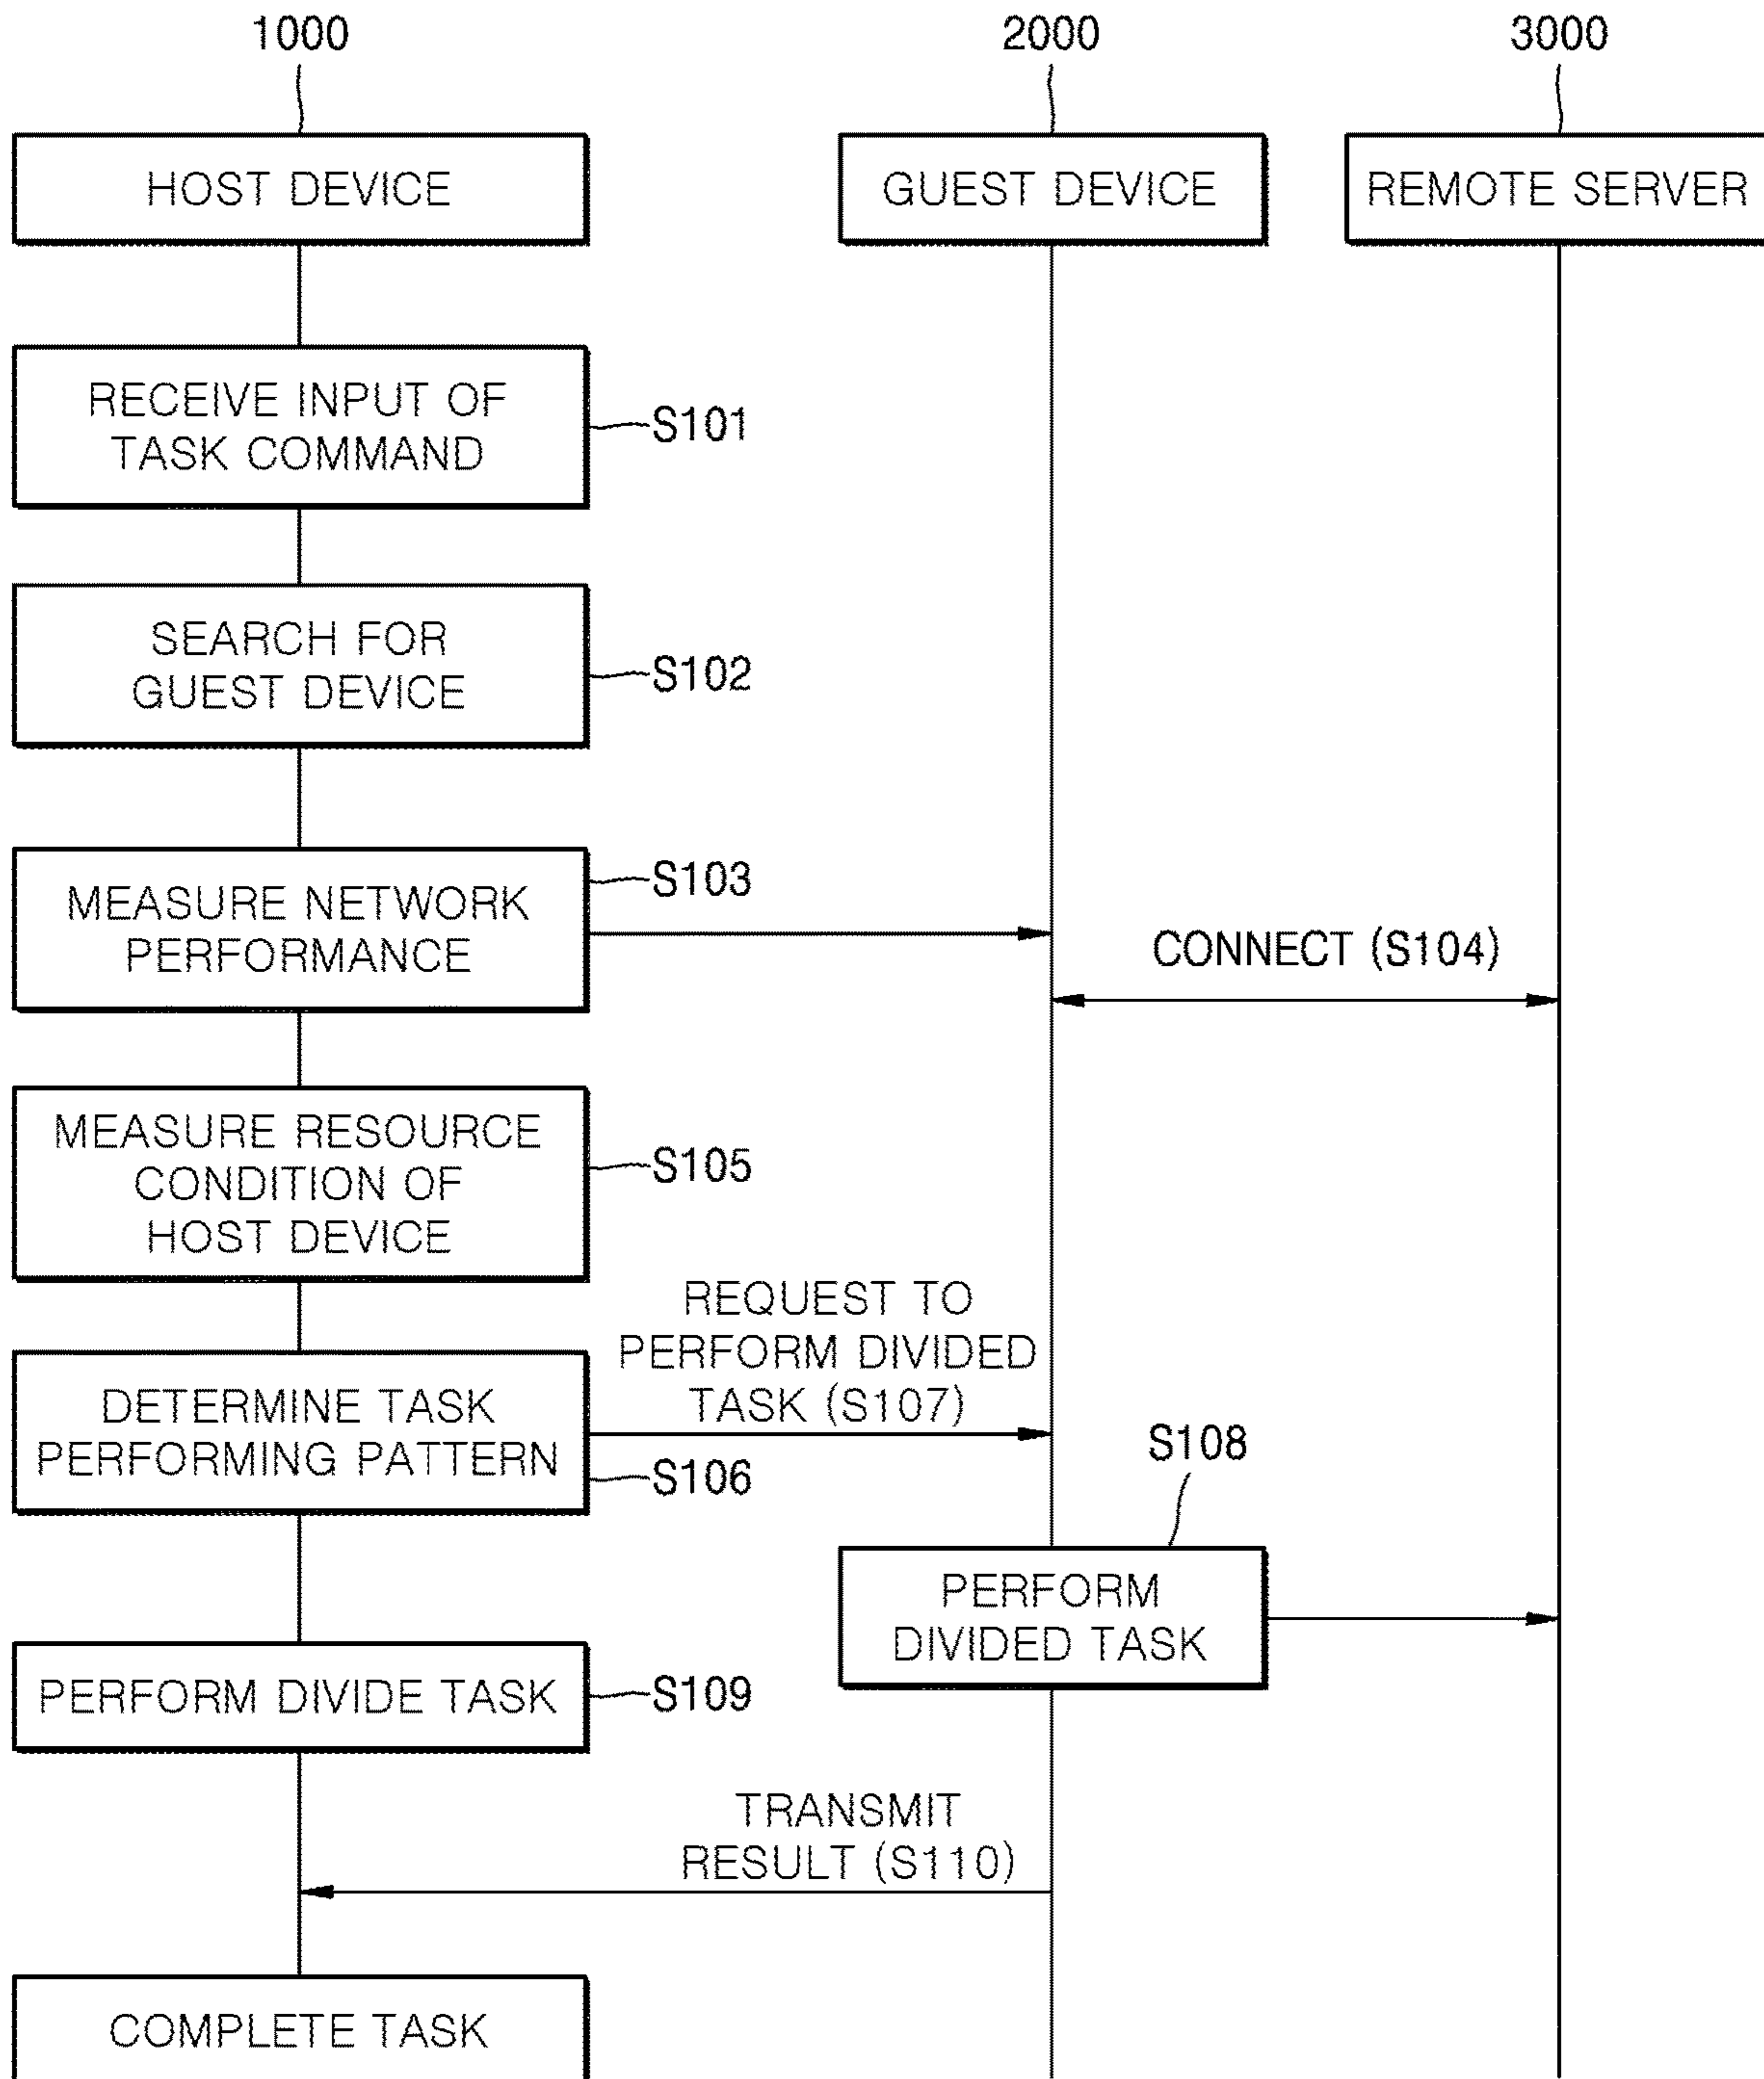 1000
2000
3000
HOST DEVICE
GUEST DEVICE
REMOTE SERVER
RECEIVE INPUT OF
TASK COMMAND
S101
SEARCH FOR
GUEST DEVICE
S102
MEASURE NETWORK
PERFORMANCE
S103
CONNECT (S104)
MEASURE RESOURCE
CONDITION OF
HOST DEVICE
S105
REQUEST TO
PERFORM DIVIDED
TASK (S107)
DETERMINE TASK
PERFORMING PATTERN
S106
S108
PERFORM
DIVIDED TASK
PERFORM DIVIDE TASK
S109
TRANSMIT
RESULT (S110)
COMPLETE TASK